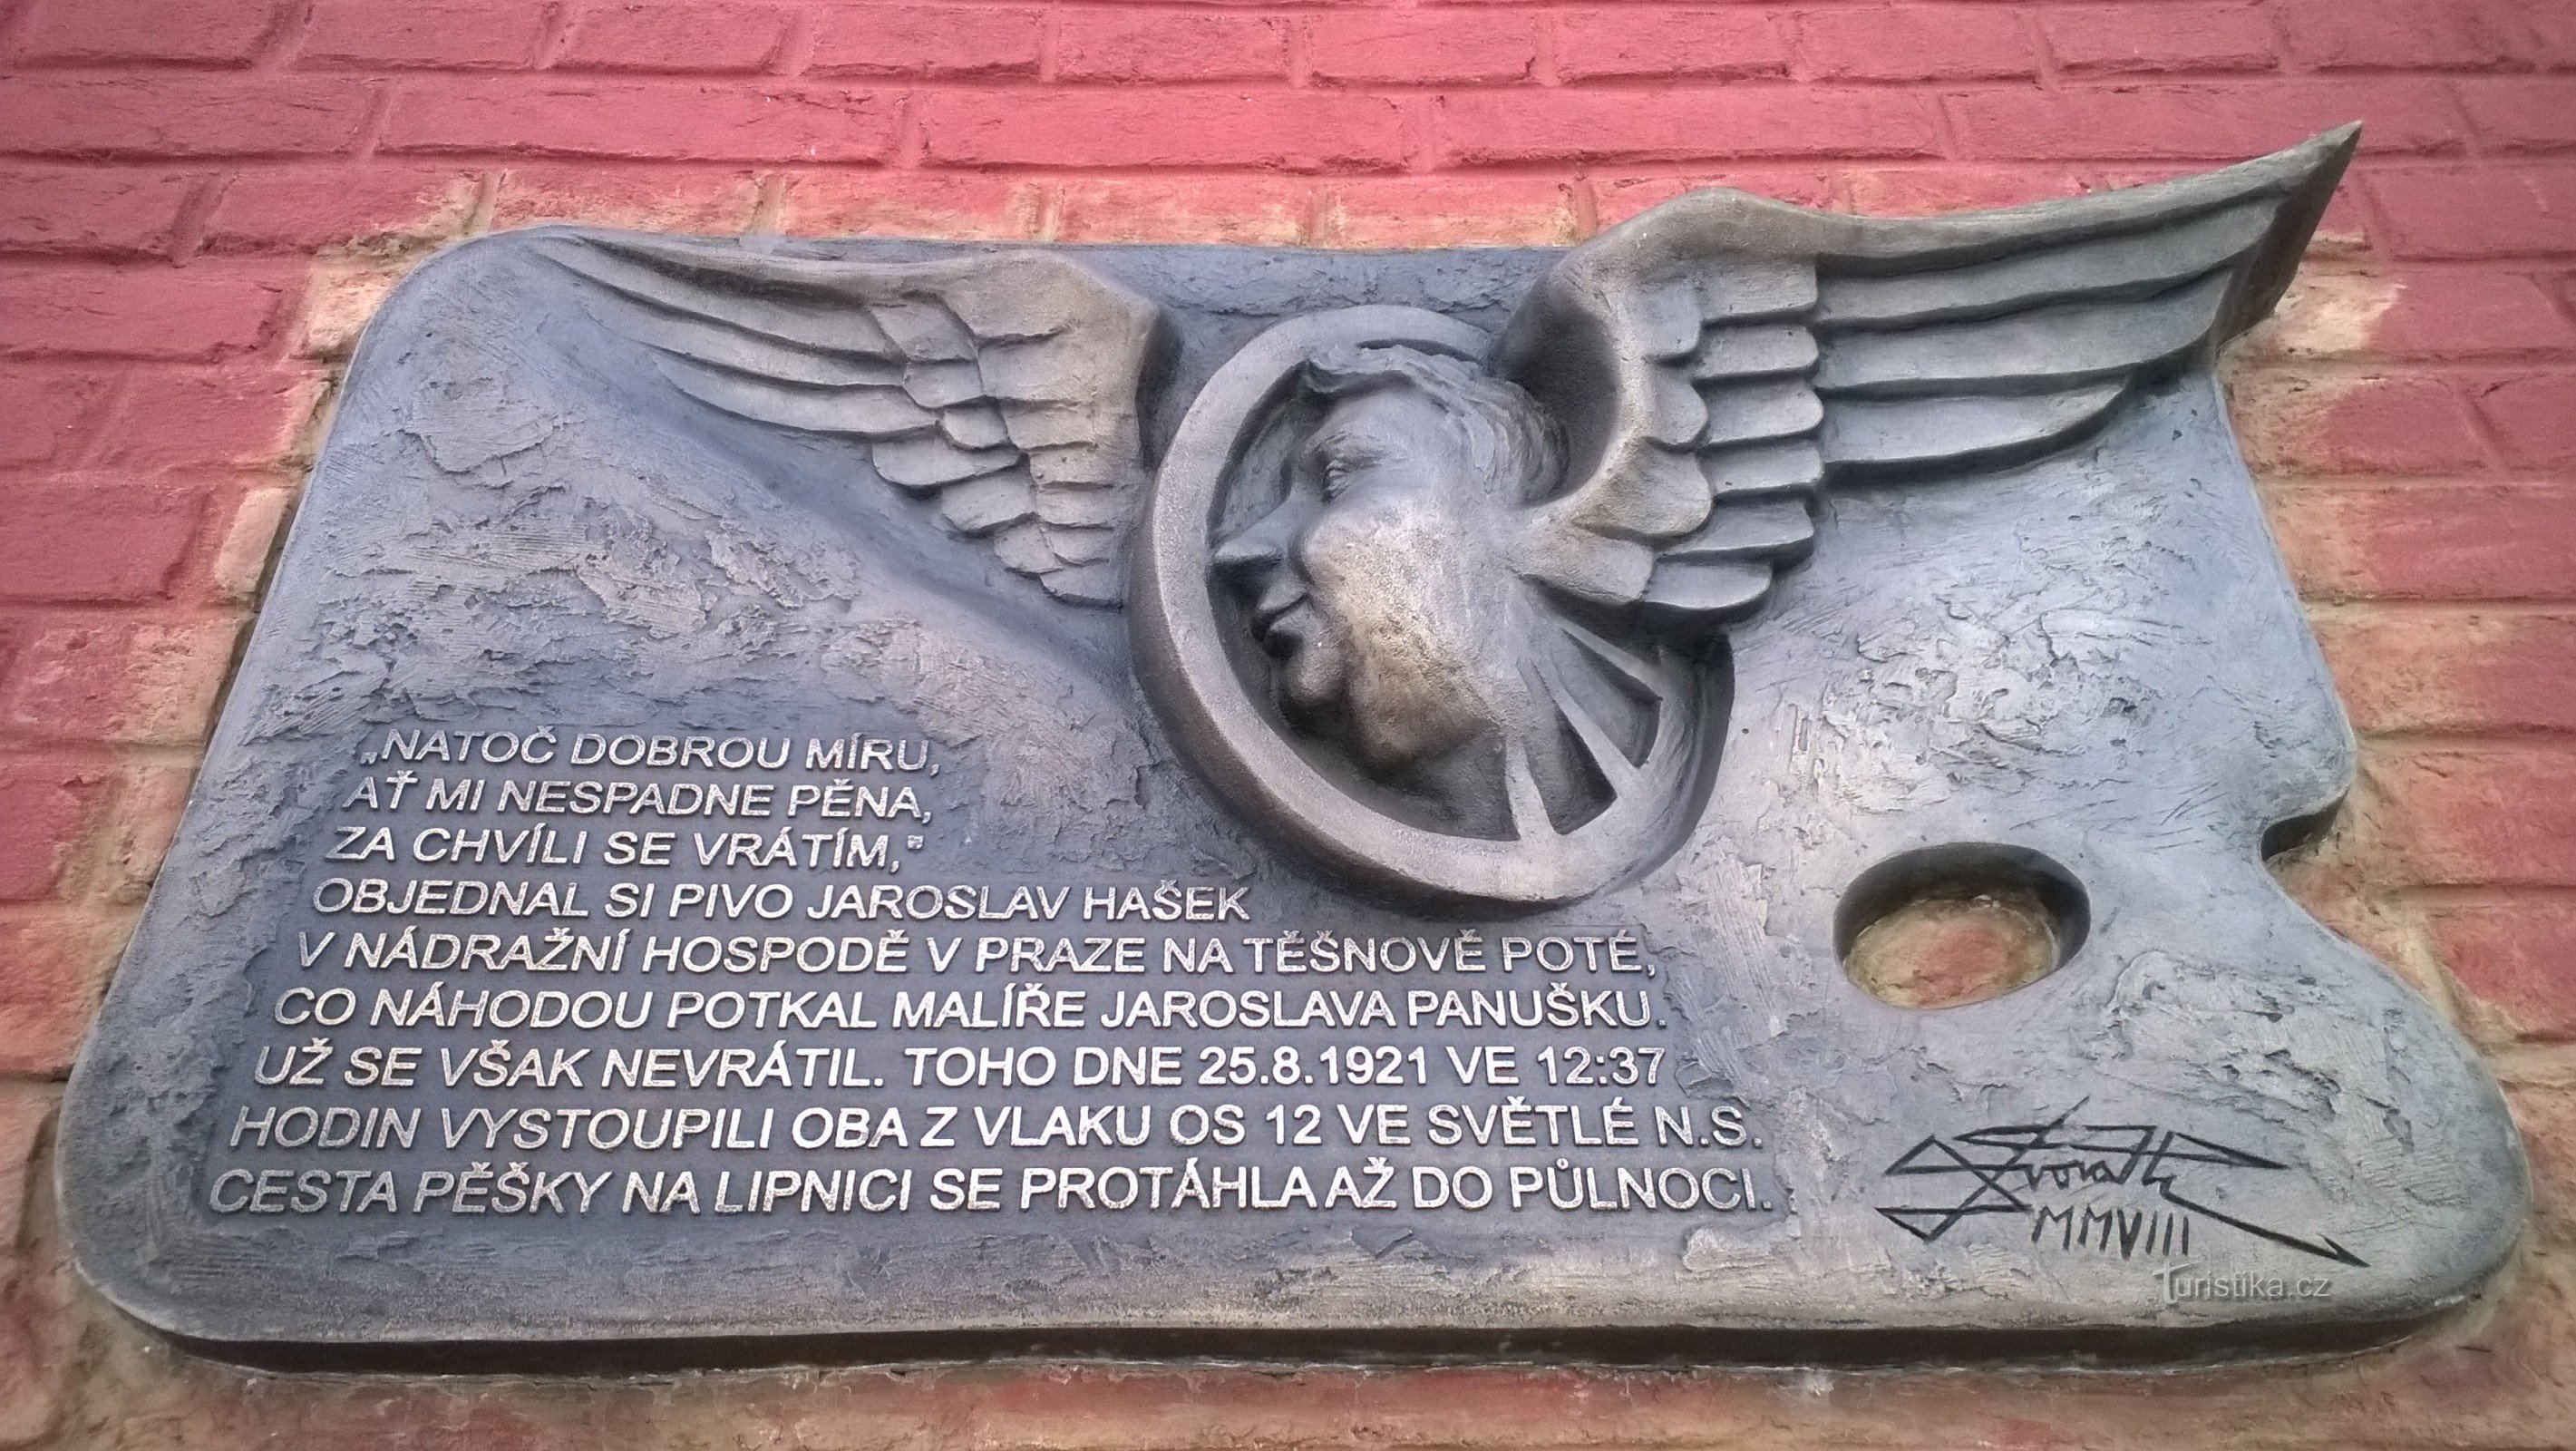 „NATOČ DOBROU MÍRU,
AŤ MI NESPADNE PĚNA,
ZA CHVÍLI SE VRÁTÍM,"
OBJEDNAL SI PIVO JAROSLAV HAŠEK
V NÁDRAŽNÍ HOSPODĚ V PRAZE NA TĚŠNOVĚ POTÉ,
CO NÁHODOU POTKAL MALÍŘE JAROSLAVA PANUŠKU.
UŽ SE VŠAK NEVRÁTIL. TOHO DNE 25.8.1921 VE 12:37
HODIN VYSTOUPILI OBA Z VLAKU OS 12 VE SVĚTLÉ N.S.
CESTA PĚŠKY NA LIPNICI SE PROTÁHLA AŽ DO PŮLNOCI.
MMVIII
Turistika.cz